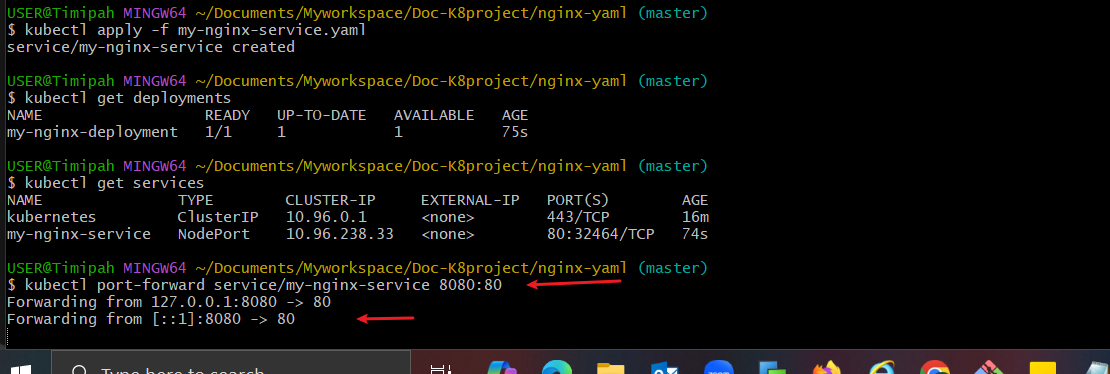 USER@Timipah MINGW64 ~/Documents/Myworkspace/Doc-K8project/nginx-yaml (master)
$ kubectl apply -f my-nginx-service.yaml
service/my-nginx-service created
USER@Timipah MINGW64 ~/Documents/Myworkspace/Doc-K8project/nginx-yaml (master)
$ kubectl get deployments
NAME                  READY   UP-TO-DATE   AVAILABLE   AGE
my-nginx-deployment   1/1     1            1           75s
USER@Timipah MINGW64 ~/Documents/Myworkspace/Doc-K8project/nginx-yaml (master)
$ kubectl get services
NAME               TYPE        CLUSTER-IP      EXTERNAL-IP   PORT(S)        AGE
kubernetes         ClusterIP   10.96.0.1       <none>        443/TCP        16m
my-nginx-service   NodePort    10.96.238.33    <none>        80:32464/TCP   74s
USER@Timipah MINGW64 ~/Documents/Myworkspace/Doc-K8project/nginx-yaml (master)
$ kubectl port-forward service/my-nginx-service 8080:80
Forwarding from 127.0.0.1:8080 -> 80
Forwarding from [::1]:8080 -> 80
Type here to search
zoom